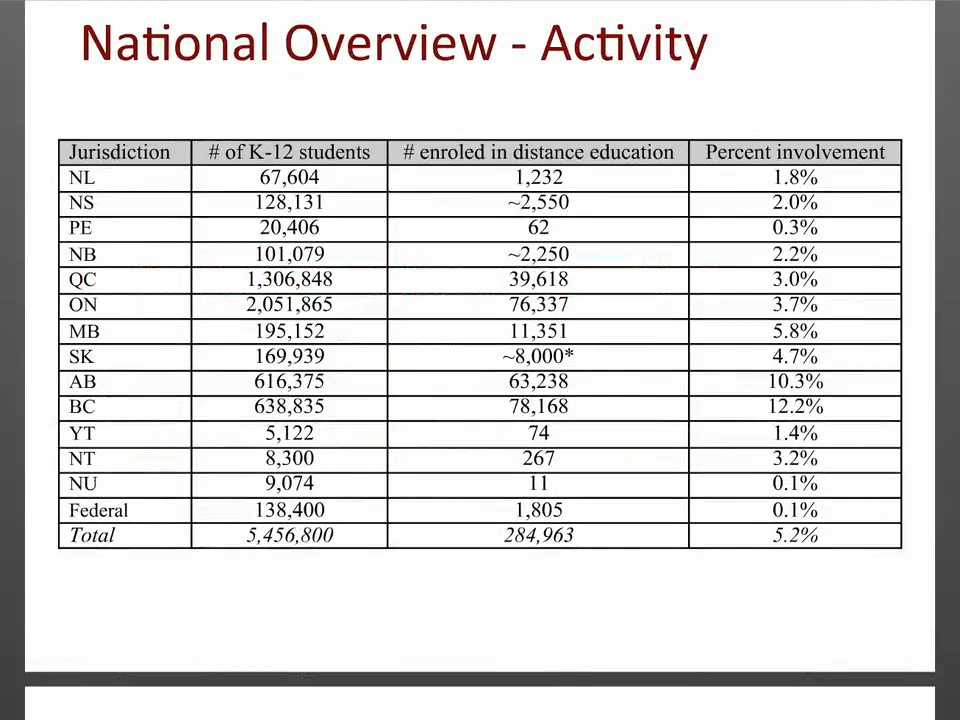 National Overview - Activity
Jurisdiction # of K-12 students # enroled in distance education Percent involvement
NL 67,604 1,232 1.8%
NS 128,131 ~2,550 2.0%
PE 20,406 62 0.3%
NB 101,079 ~2,250 2.2%
QC 1,306,848 39,618 3.0%
ON 2,051,865 76,337 3.7%
MB 195,152 11,351 5.8%
SK 169,939 ~8,000* 4.7%
AB 616,375 63,238 10.3%
BC 638,835 78,168 12.2%
YT 5,122 74 1.4%
NT 8,300 267 3.2%
NU 9,074 11 0.1%
Federal 138,400 1,805 0.1%
Total 5,456,800 284,963 5.2%